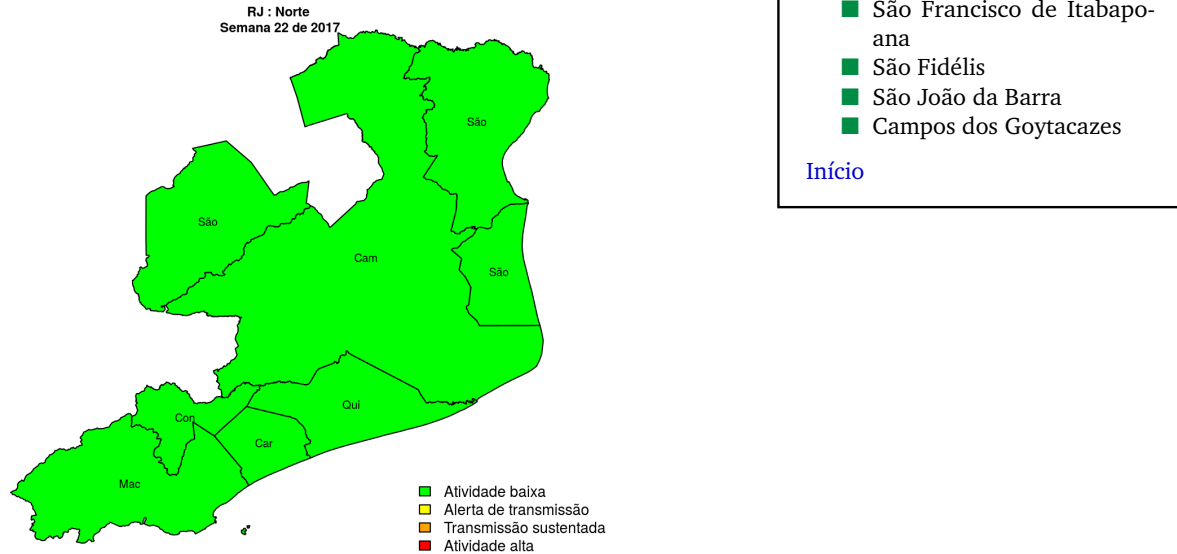 RJ : Norte
Semana 22 de 2017
São
São
Cam
São
Qui
Con
Car
Mac
Atividade baixa
Alerta de transmissão
Transmissão sustentada
Atividade alta
São Francisco de Itabapo-
ana
São Fidélis
São João da Barra
Campos dos Goytacazes
Início